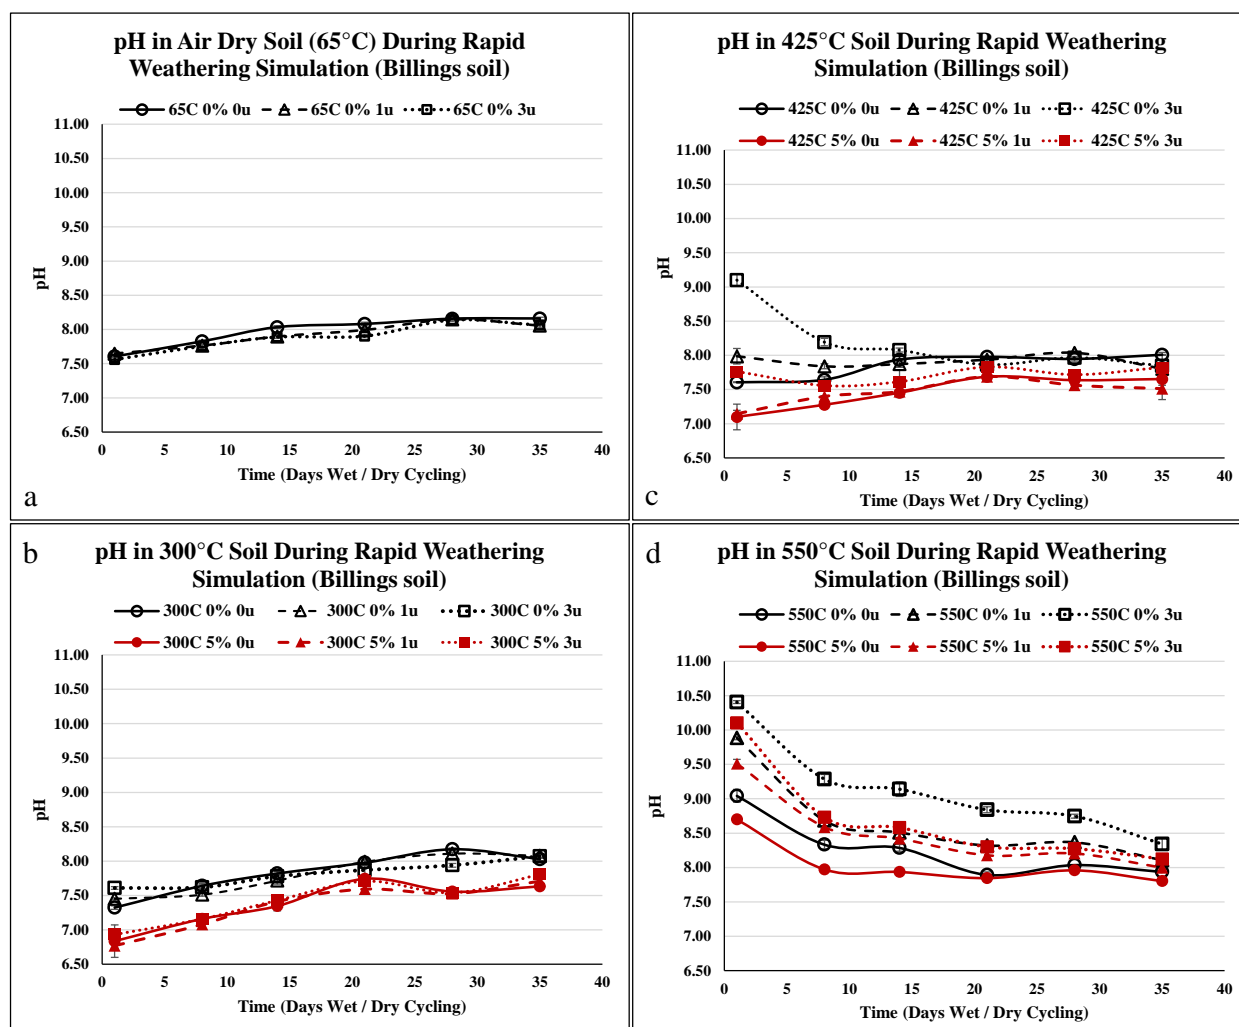 pH in Air Dry Soil (65°C) During Rapid
Weathering Simulation (Billings soil)
65C 0% 0u 65C 0% 1u 65C 0% 3u
11.00
10.50
10.00
9.50
9.00
8.50
8.00
7.50
7.00
6.50
pH
0 5 10 15 20 25 30 35 40
Time (Days Wet / Dry Cycling)
a
pH in 425°C Soil During Rapid Weathering
Simulation (Billings soil)
425C 0% 0u 425C 0% 1u 425C 0% 3u
425C 5% 0u 425C 5% 1u 425C 5% 3u
11.00
10.50
10.00
9.50
9.00
8.50
8.00
7.50
7.00
6.50
pH
0 5 10 15 20 25 30 35 40
Time (Days Wet / Dry Cycling)
c
b
pH in 300°C Soil During Rapid Weathering
Simulation (Billings soil)
300C 0% 0u 300C 0% 1u 300C 0% 3u
300C 5% 0u 300C 5% 1u 300C 5% 3u
11.00
10.50
10.00
9.50
9.00
8.50
8.00
7.50
7.00
6.50
pH
0 5 10 15 20 25 30 35 40
Time (Days Wet / Dry Cycling)
d
pH in 550°C Soil During Rapid Weathering
Simulation (Billings soil)
550C 0% 0u 550C 0% 1u 550C 0% 3u
550C 5% 0u 550C 5% 1u 550C 5% 3u
11.00
10.50
10.00
9.50
9.00
8.50
8.00
7.50
7.00
6.50
pH
0 5 10 15 20 25 30 35 40
Time (Days Wet / Dry Cycling)